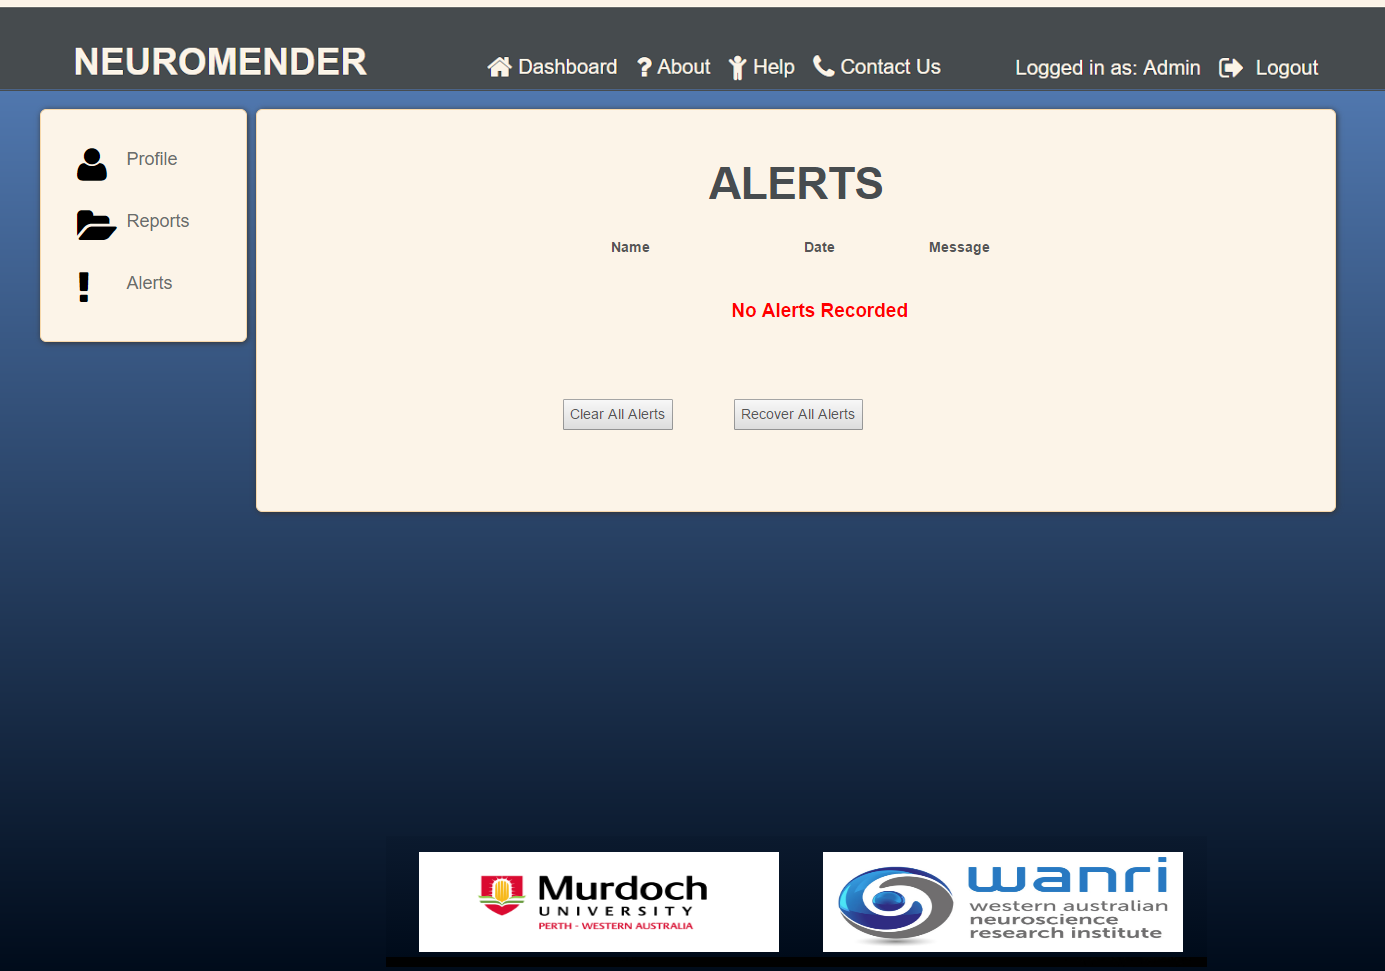 NEUROMENDER
Dashboard About Help Contact Us
Logged in as: Admin Logout
Profile
Reports
Alerts
ALERTS
Name Date Message
No Alerts Recorded
Clear All Alerts Recover All Alerts
Murdoch
UNIVERSITY
PERTH - WESTERN AUSTRALIA
wanri
western australian
neuroscience
research institute